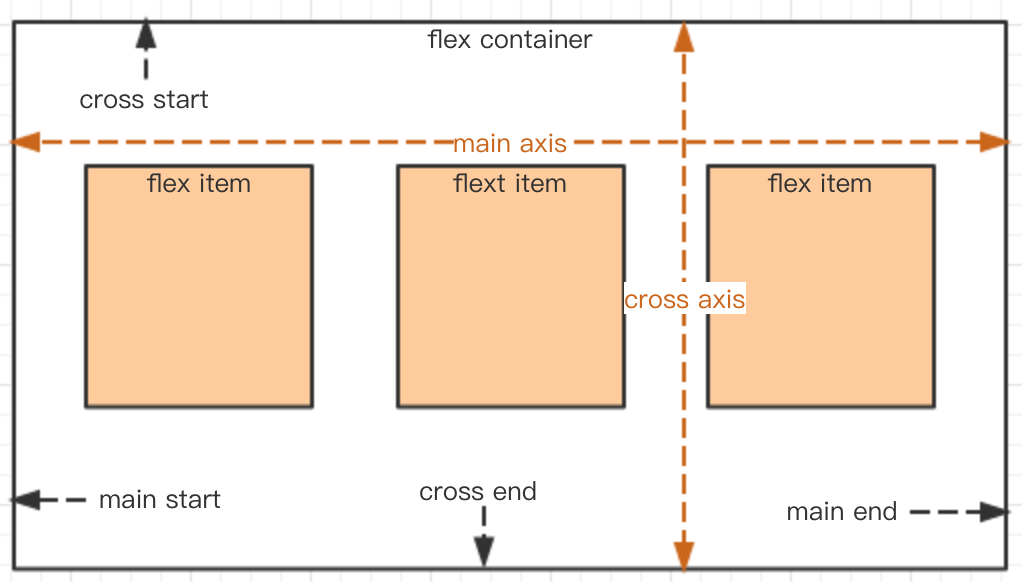 flex container
cross start
main axis
flex item
flext item
flex item
cross axis
cross end
main start
main end